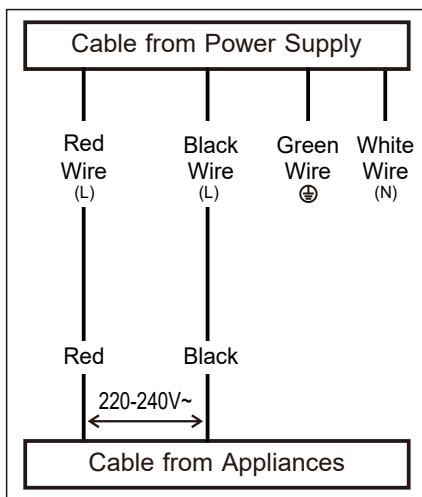 Cable from Power Supply
Red
Wire
(L)
Black
Wire
(L)
Green
Wire
White
Wire
(N)
Red
Black
220-240V~
Cable from Appliances